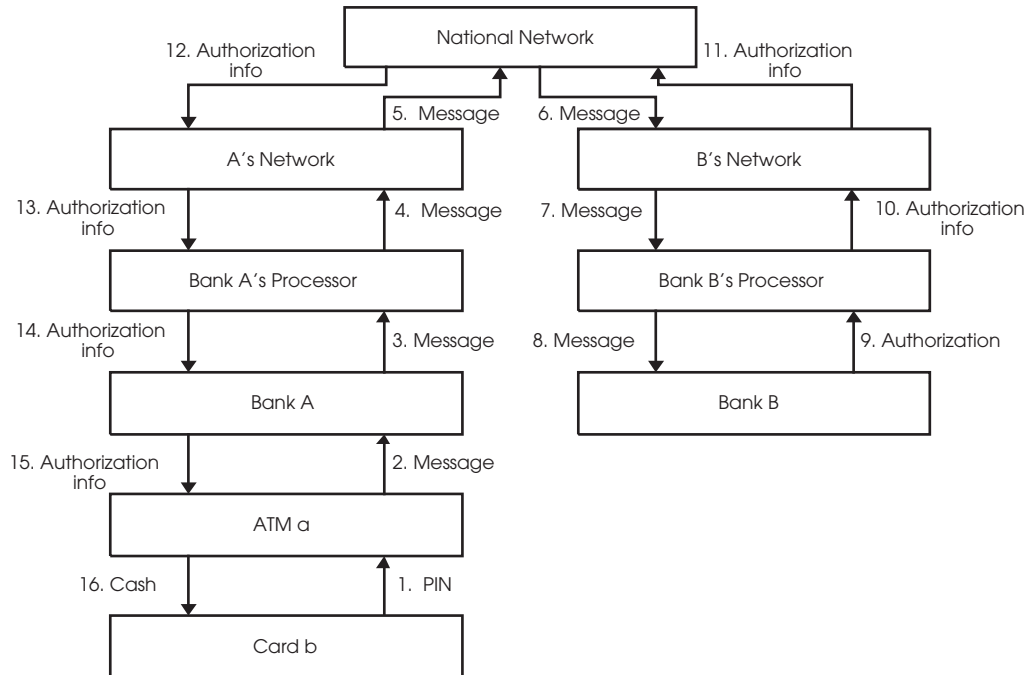 National Network
12. Authorization
info
11. Authorization
info
5. Message
6. Message
A's Network
B's Network
13. Authorization
info
4. Message
7. Message
10. Authorization
info
Bank A's Processor
Bank B's Processor
14. Authorization
info
3. Message
8. Message
9. Authorization
Bank A
Bank B
15. Authorization
info
2. Message
ATM a
16. Cash
1. PIN
Card b